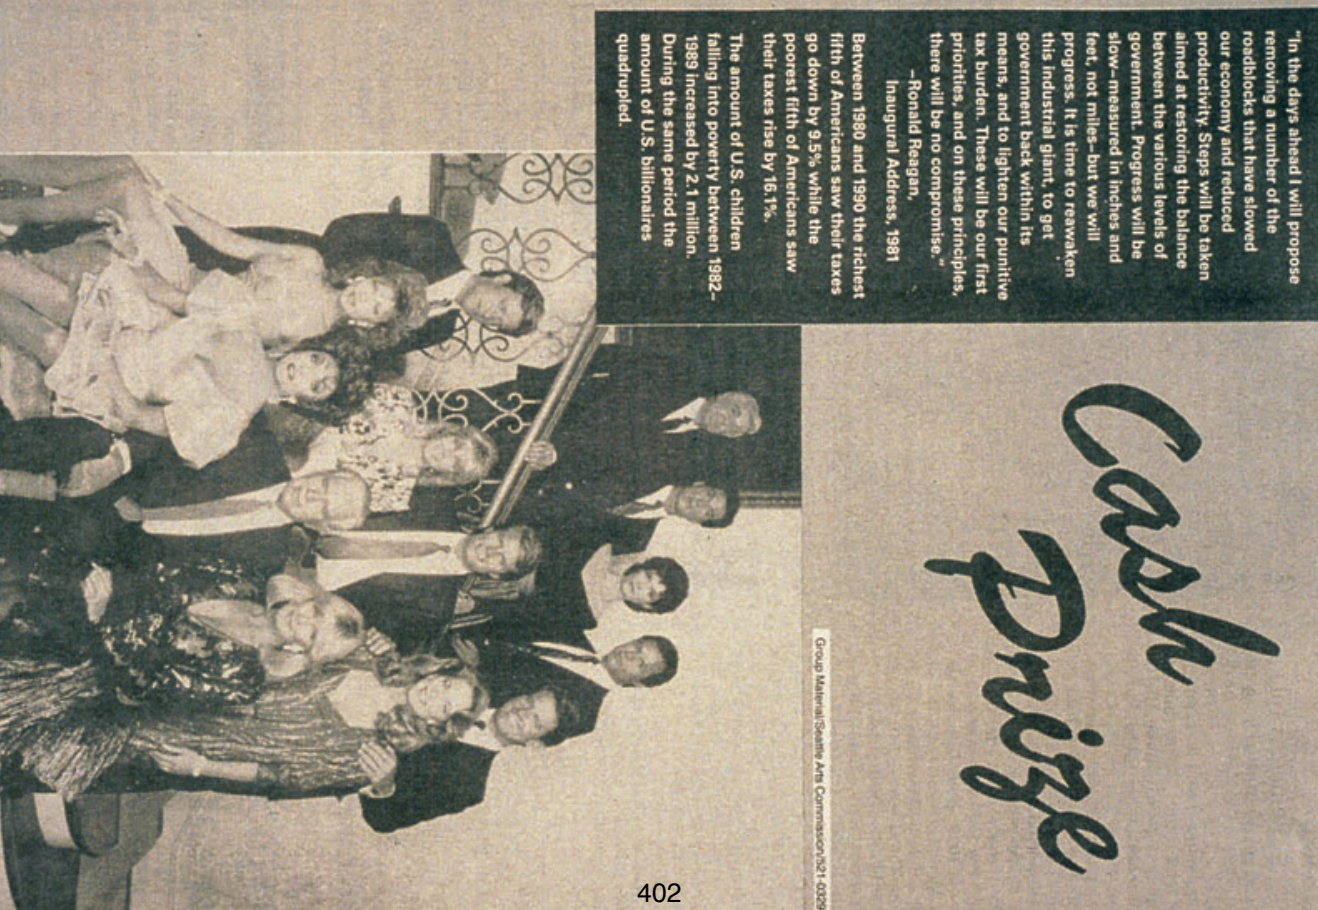 "In the days ahead I will propose
removing a number of the
roadblocks that have slowed
our economy and reduced
productivity. Steps will be taken
aimed at restoring the balance
between the various levels of
government. Progress will be
slow—measured in inches and
feet, not miles—but we will
progress. It is time to reawaken
this industrial giant, to get
government back within its
means, and to lighten our punitive
tax burden. These will be our first
priorities, and on these principles,
there will be no compromise."
–Ronald Reagan,
Inaugural Address, 1981
Between 1980 and 1990 the richest
fifth of Americans saw their taxes
go down by 9.5% while the
poorest fifth of Americans saw
their taxes rise by 16.1%.
The amount of U.S. children
falling into poverty between 1982–
1989 increased by 2.1 million.
During the same period the
amount of U.S. billionaires
quadrupled.
Cash
Prize
Group Material/Seattle Arts Commission/521-0329
402